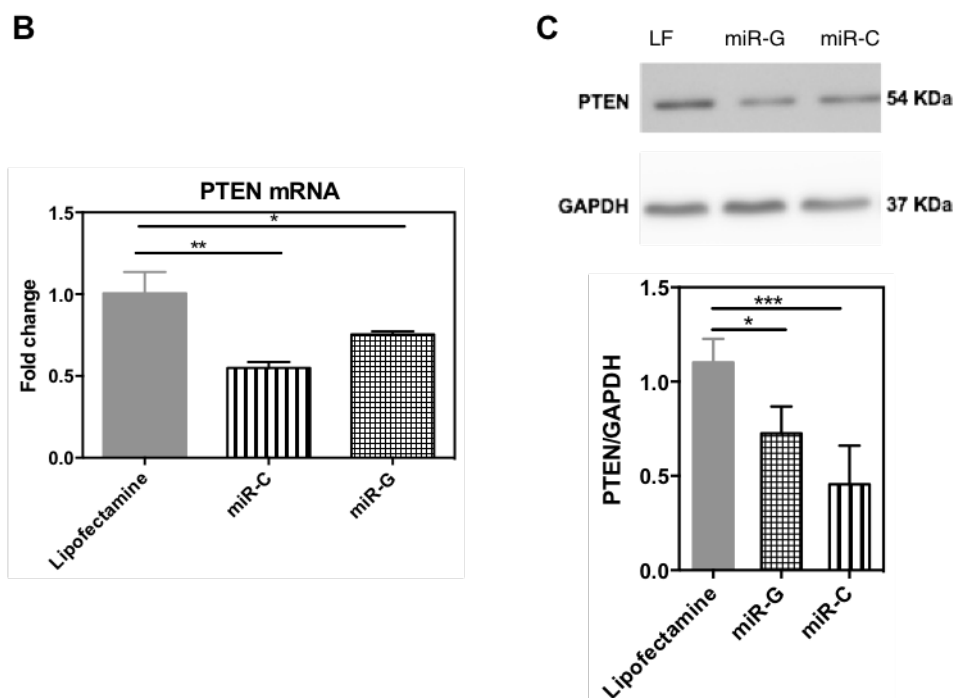 B
PTEN mRNA
Fold change
1.5
1.0
0.5
0.0
*
**
Lipofectamine
miR-C
miR-G
C
LF miR-G miR-C
PTEN 54 KDa
GAPDH 37 KDa
PTEN/GAPDH
1.5
1.0
0.5
0.0
***
*
Lipofectamine
miR-G
miR-C